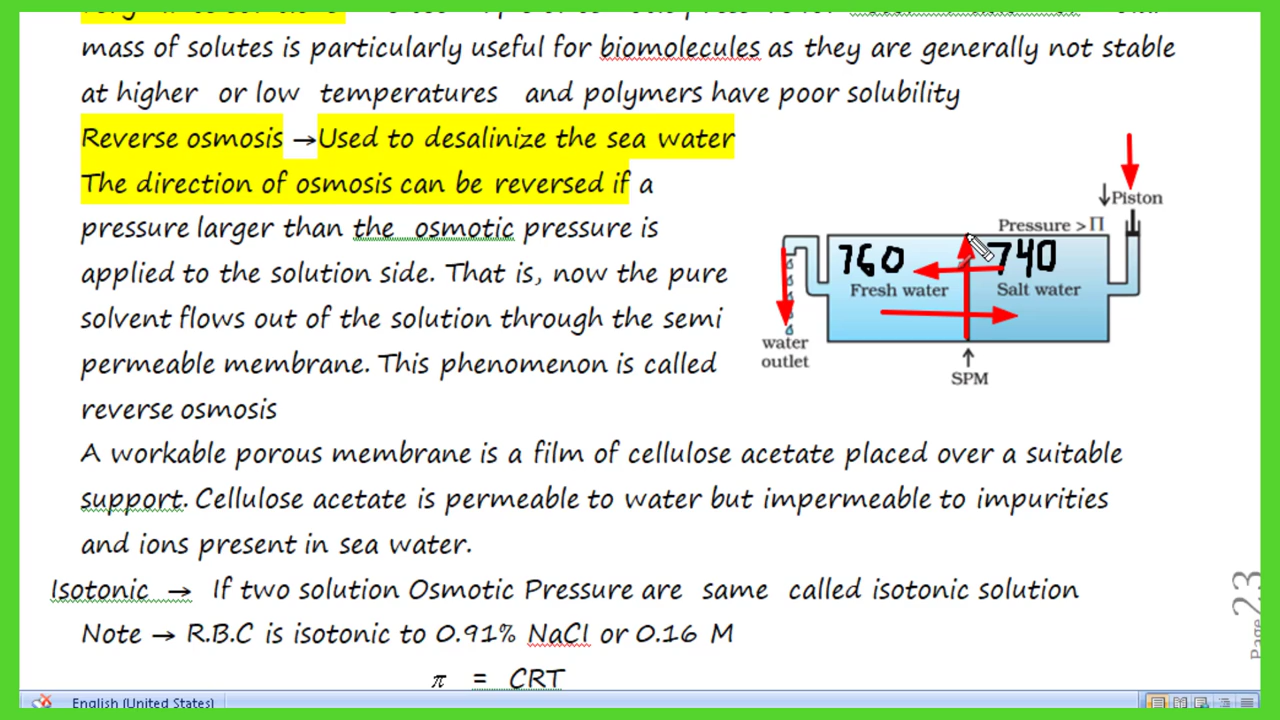 mass of solutes is particularly useful for biomolecules as they are generally not stable
at higher or low temperatures and polymers have poor solubility
Reverse osmosis →Used to desalinize the sea water
The direction of osmosis can be reversed if a
pressure larger than the osmotic pressure is
applied to the solution side. That is, now the pure
solvent flows out of the solution through the semi
permeable membrane. This phenomenon is called
reverse osmosis
↓Piston
Pressure > Π
760 740
Fresh water Salt water
water
outlet
SPM
A workable porous membrane is a film of cellulose acetate placed over a suitable
support. Cellulose acetate is permeable to water but impermeable to impurities
and ions present in sea water.
Isotonic → If two solution Osmotic Pressure are same called isotonic solution
Note → R.B.C is isotonic to 0.91% NaCl or 0.16 M
π = CRT
Page 23
English (United States)